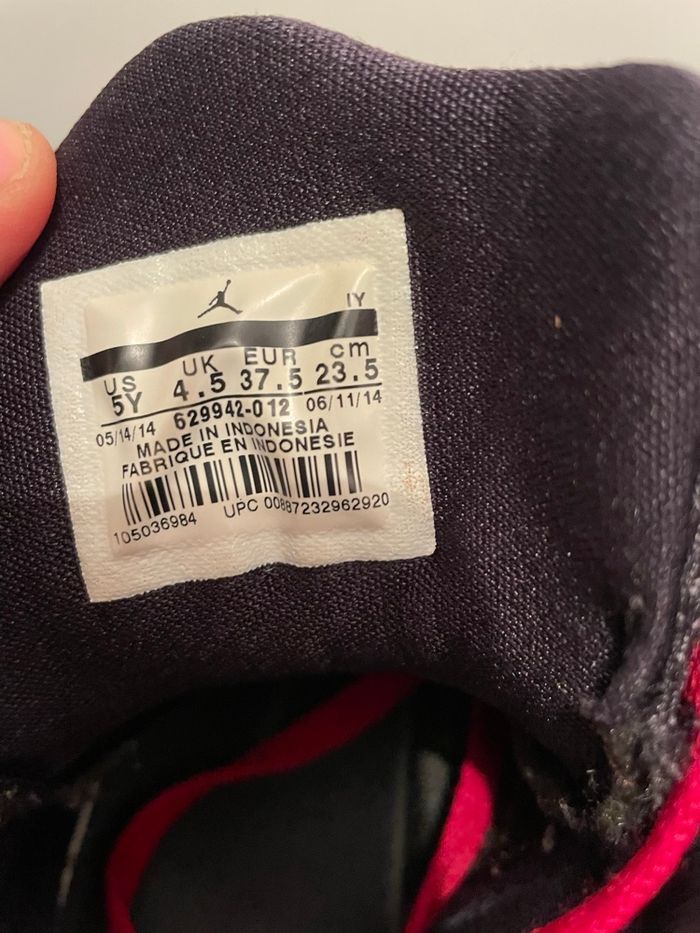 IY
US UK EUR cm
5Y 4.5 37.5 23.5
05/14/14 629942-012 06/11/14
MADE IN INDONESIA
FABRIQUE EN INDONESIE
105036984 UPC 00887232962920